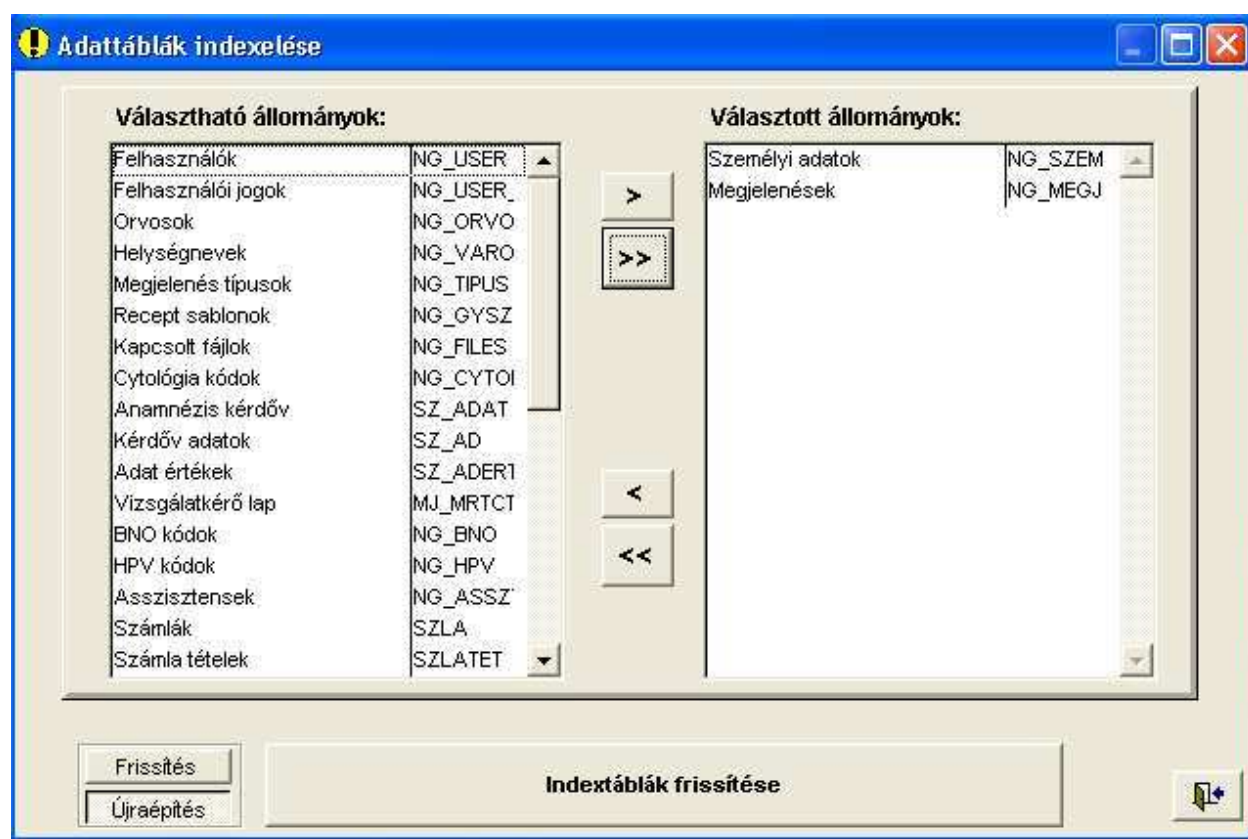 Adattáblák indexelése
Választható állományok:
Választott állományok:
Felhasználók NG_USER
Felhasználói jogok NG_USER_
Orvosok NG_ORVO
Helységnevek NG_VARO
Megjelenés típusok NG_TIPUS
Recept sablonok NG_GYSZ
Kapcsolt fájlok NG_FILES
Cytológia kódok NG_CYTOI
Anamnézis kérdőv SZ_ADAT
Kérdőv adatok SZ_AD
Adat értékek SZ_ADERT
Vizsgálatkérő lap MJ_MRTCT
BNO kódok NG_BNO
HPV kódok NG_HPV
Asszisztensek NG_ASSZ
Számlák SZLA
Számla tételek SZLATET
>
>>
<
<<
Személyi adatok NG_SZEM
Megjelenések NG_MEGJ
Frissítés
Újraépítés
Indextáblák frissítése